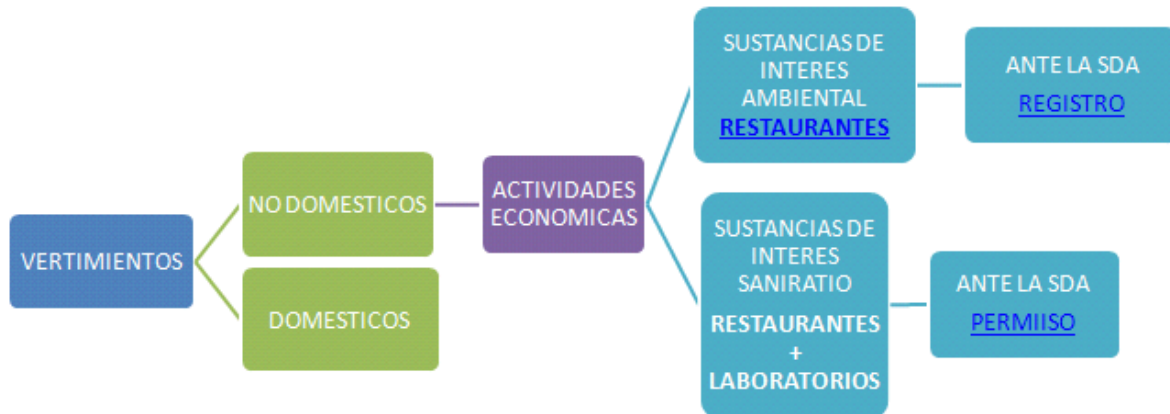 VERTIMIENTOS
NO DOMESTICOS
DOMESTICOS
ACTIVIDADES
ECONOMICAS
SUSTANCIAS DE
INTERES
AMBIENTAL
RESTAURANTES
ANTE LA SDA
REGISTRO
SUSTANCIAS DE
INTERES
SANIRATIO
RESTAURANTES
+
LABORATORIOS
ANTE LA SDA
PERMIISO